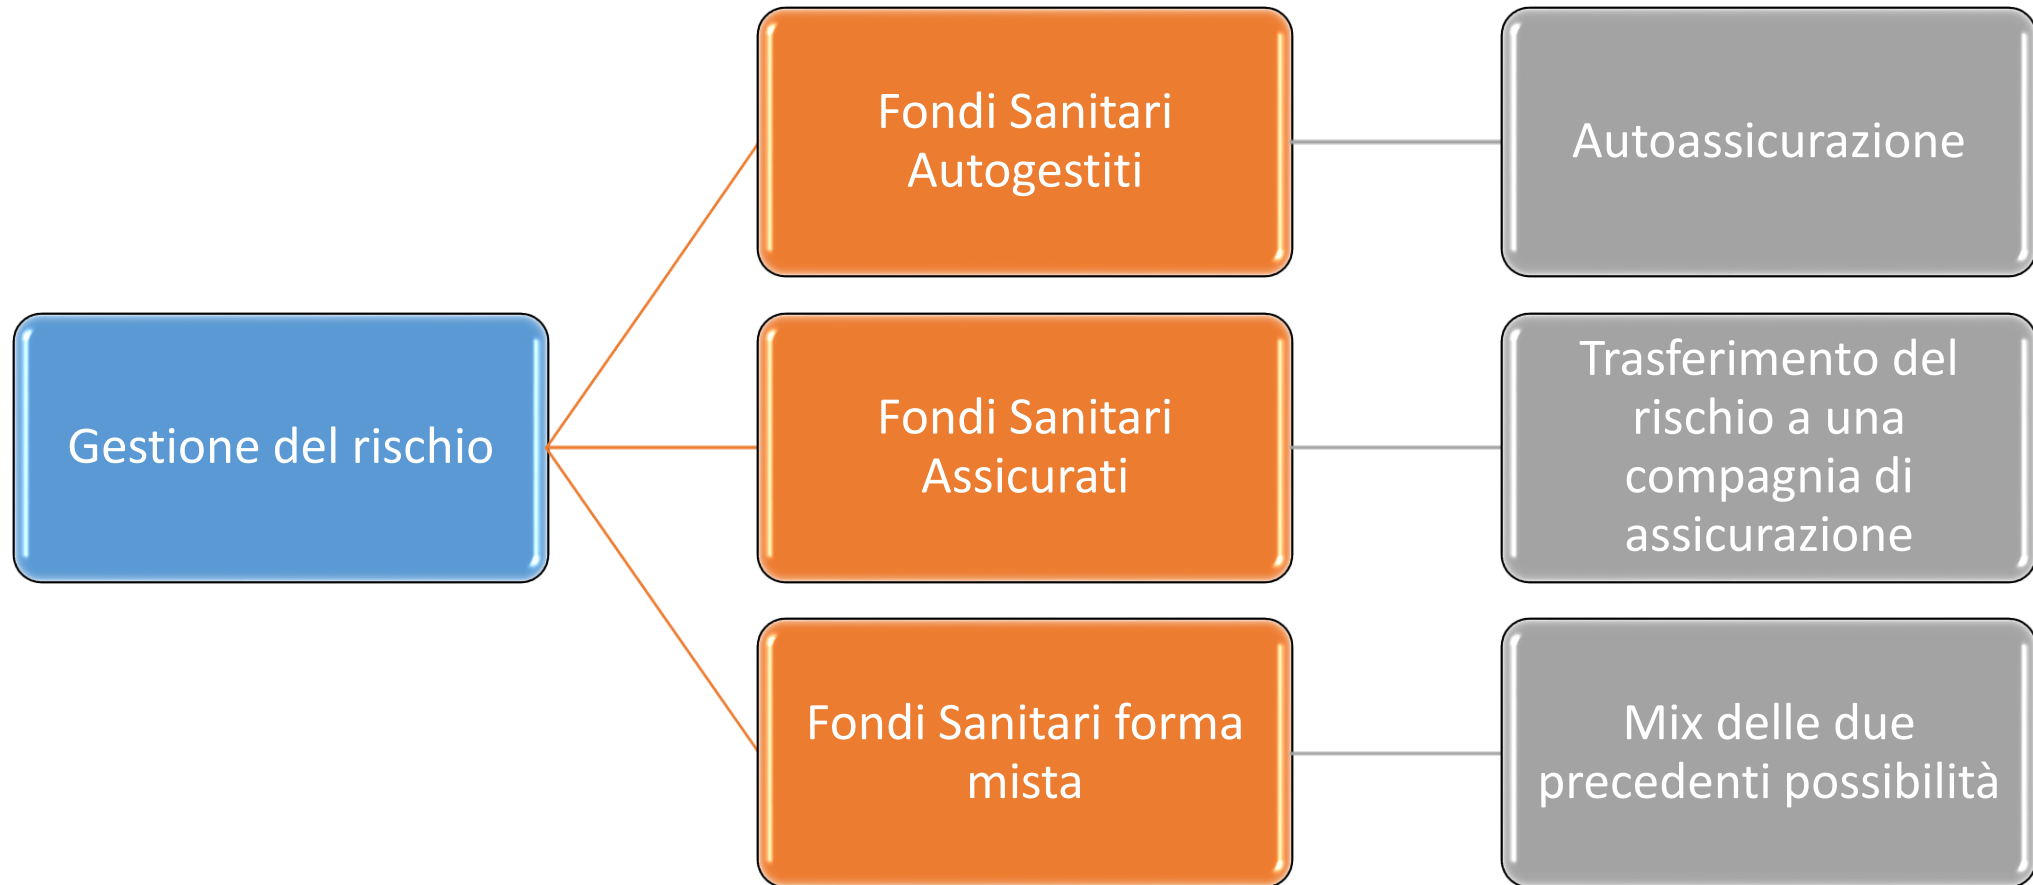 Gestione del rischio
Fondi Sanitari
Autogestiti
Autoassicurazione
Fondi Sanitari
Assicurati
Trasferimento del
rischio a una
compagnia di
assicurazione
Fondi Sanitari forma
mista
Mix delle due
precedenti possibilità